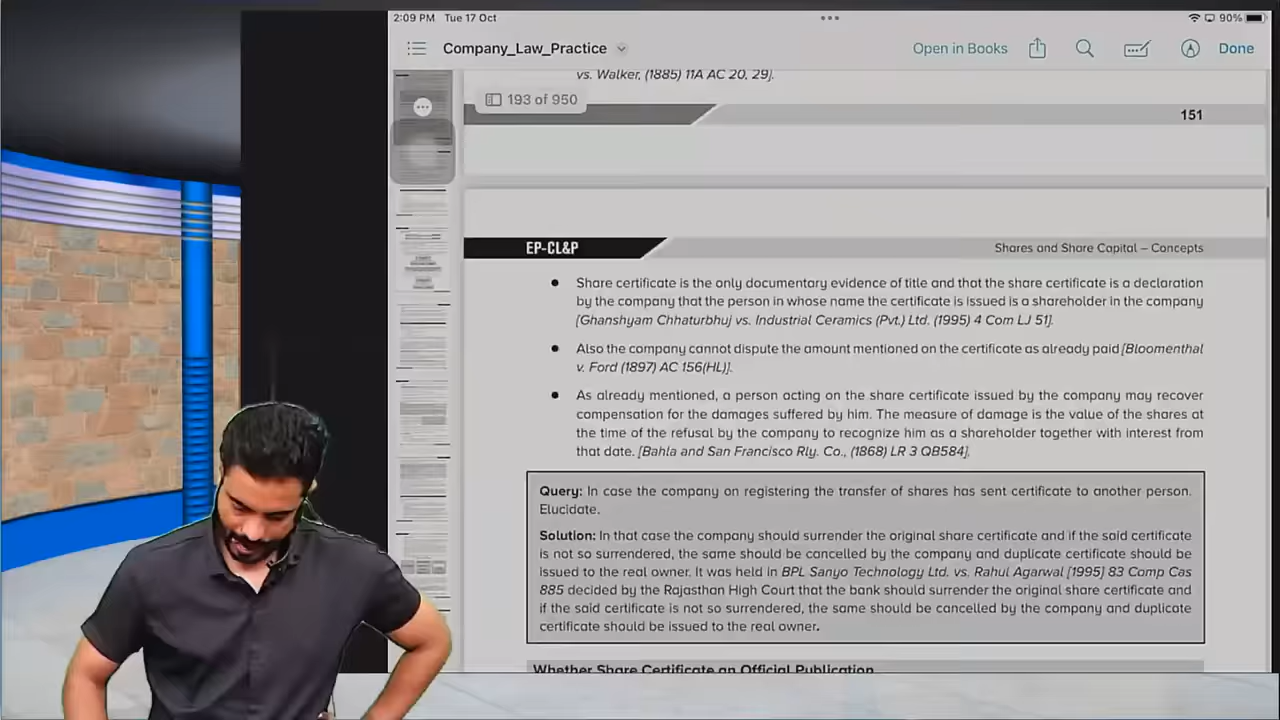 2:09 PM Tue 17 Oct
90%
Company_Law_Practice
Open in Books
Done
vs. Walker, (1885) 11A AC 20, 29].
193 of 950
151
EP-CL&P
Shares and Share Capital – Concepts
• Share certificate is the only documentary evidence of title and that the share certificate is a declaration
by the company that the person in whose name the certificate is issued is a shareholder in the company
[Ghanshyam Chhaturbhuj vs. Industrial Ceramics (Pvt.) Ltd. (1995) 4 Com LJ 51].
• Also the company cannot dispute the amount mentioned on the certificate as already paid [Bloomenthal
v. Ford (1897) AC 156(HL)].
• As already mentioned, a person acting on the share certificate issued by the company may recover
compensation for the damages suffered by him. The measure of damage is the value of the shares at
the time of the refusal by the company to recognize him as a shareholder together with interest from
that date. [Bahla and San Francisco Rly. Co., (1868) LR 3 QB584].
Query: In case the company on registering the transfer of shares has sent certificate to another person.
Elucidate.
Solution: In that case the company should surrender the original share certificate and if the said certificate
is not so surrendered, the same should be cancelled by the company and duplicate certificate should be
issued to the real owner. It was held in BPL Sanyo Technology Ltd. vs. Rahul Agarwal [1995] 83 Comp Cas
885 decided by the Rajasthan High Court that the bank should surrender the original share certificate and
if the said certificate is not so surrendered, the same should be cancelled by the company and duplicate
certificate should be issued to the real owner.
Whether Share Certificate an Official Publication